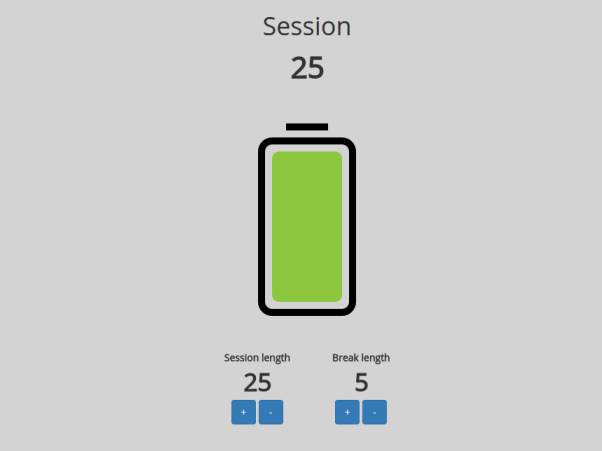 Session
25
Session length Break length
25 5
+ - + -